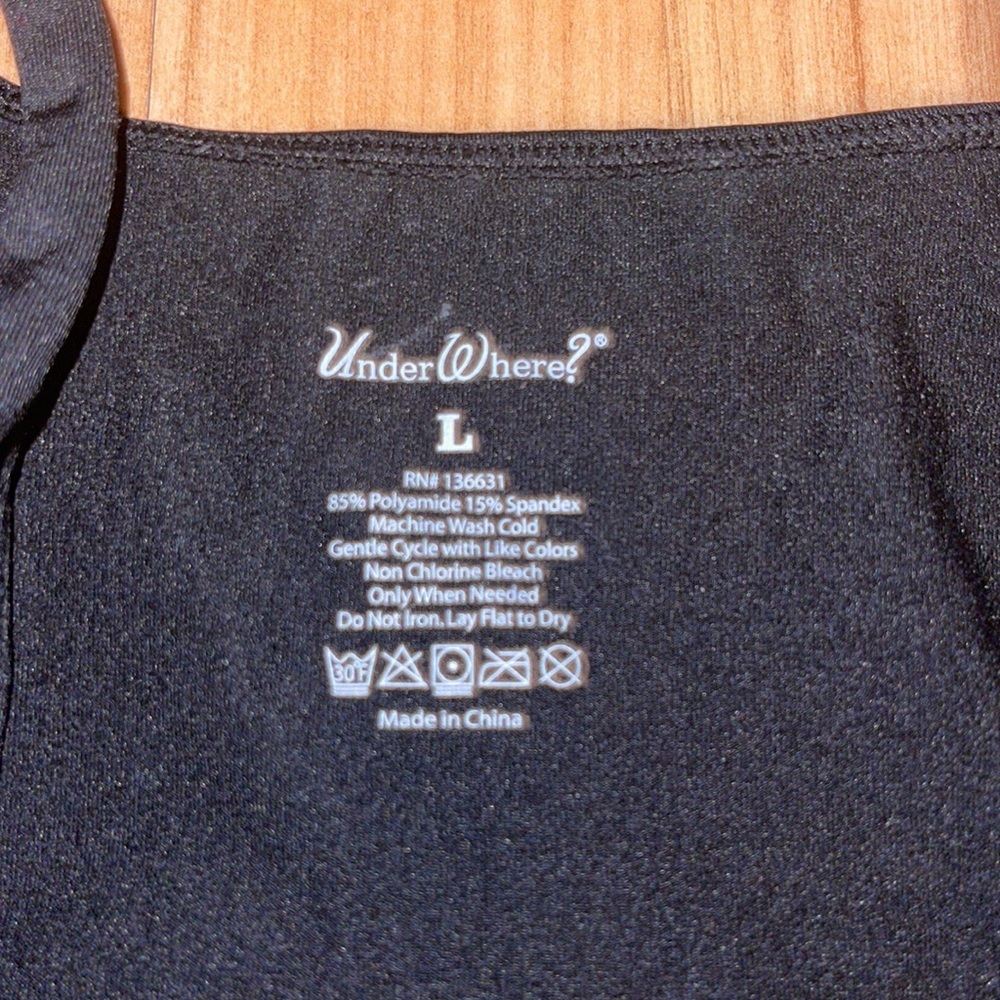 UnderWhere?®
L
RN# 136631
85% Polyamide 15% Spandex
Machine Wash Cold
Gentle Cycle with Like Colors
Non Chlorine Bleach
Only When Needed
Do Not Iron. Lay Flat to Dry
30°F
Made in China